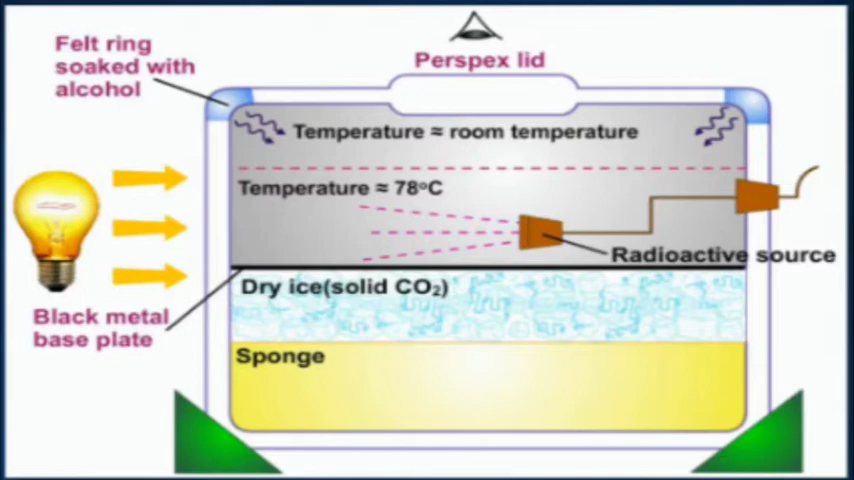 Felt ring
soaked with
alcohol
Perspex lid
Temperature ≈ room temperature
Temperature ≈ 78°C
Radioactive source
Dry ice(solid CO₂)
Black metal
base plate
Sponge